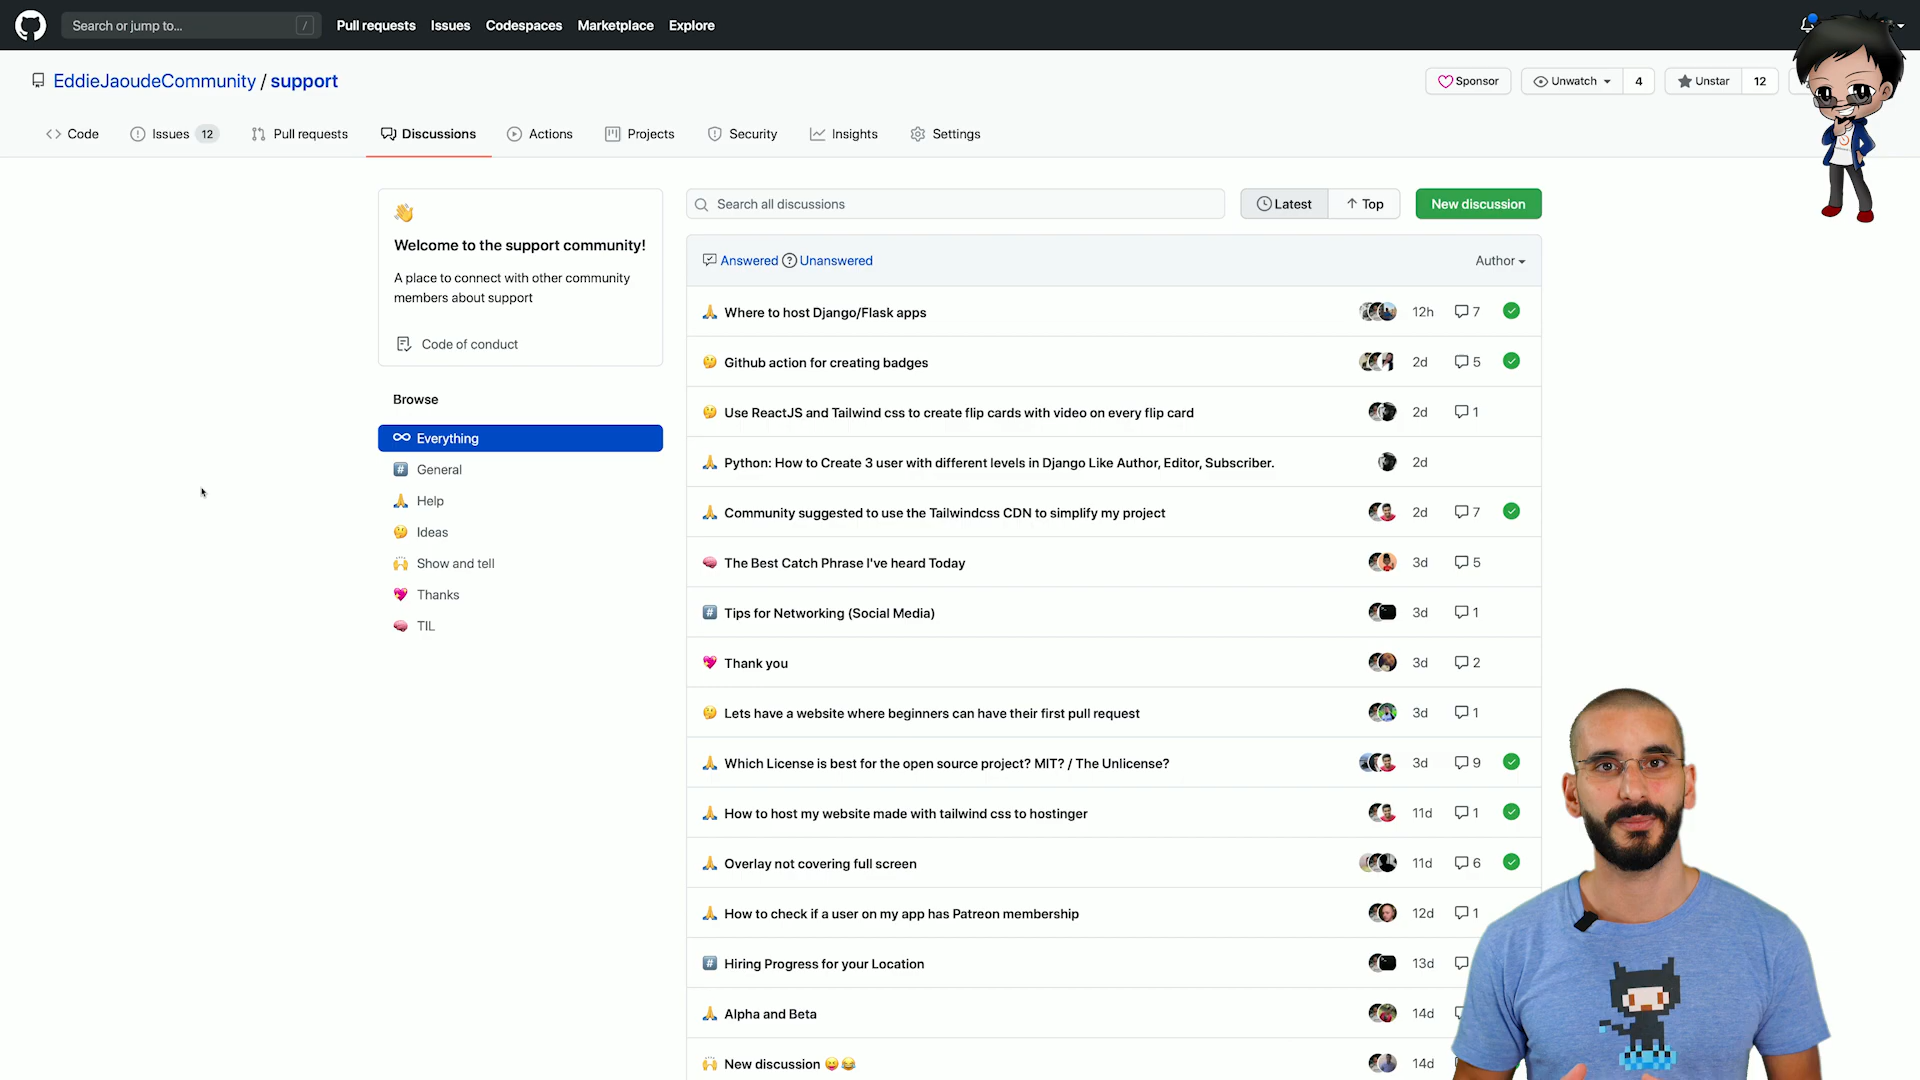 Search or jump to... / Pull requests Issues Codespaces Marketplace Explore
EddieJaoudeCommunity / support Sponsor Unwatch 4 Unstar 12
Code Issues 12 Pull requests Discussions Actions Projects Security Insights Settings
Search all discussions Latest Top New discussion
Welcome to the support community!
A place to connect with other community
members about support
Code of conduct
Browse
Everything
General
Help
Ideas
Show and tell
Thanks
TIL
Answered Unanswered Author
Where to host Django/Flask apps 12h 7
Github action for creating badges 2d 5
Use ReactJS and Tailwind css to create flip cards with video on every flip card 2d 1
Python: How to Create 3 user with different levels in Django Like Author, Editor, Subscriber. 2d
Community suggested to use the Tailwindcss CDN to simplify my project 2d 7
The Best Catch Phrase I've heard Today 3d 5
Tips for Networking (Social Media) 3d 1
Thank you 3d 2
Lets have a website where beginners can have their first pull request 3d 1
Which License is best for the open source project? MIT? / The Unlicense? 3d 9
How to host my website made with tailwind css to hostinger 11d 1
Overlay not covering full screen 11d 6
How to check if a user on my app has Patreon membership 12d 1
Hiring Progress for your Location 13d
Alpha and Beta 14d
New discussion 😜😂 14d